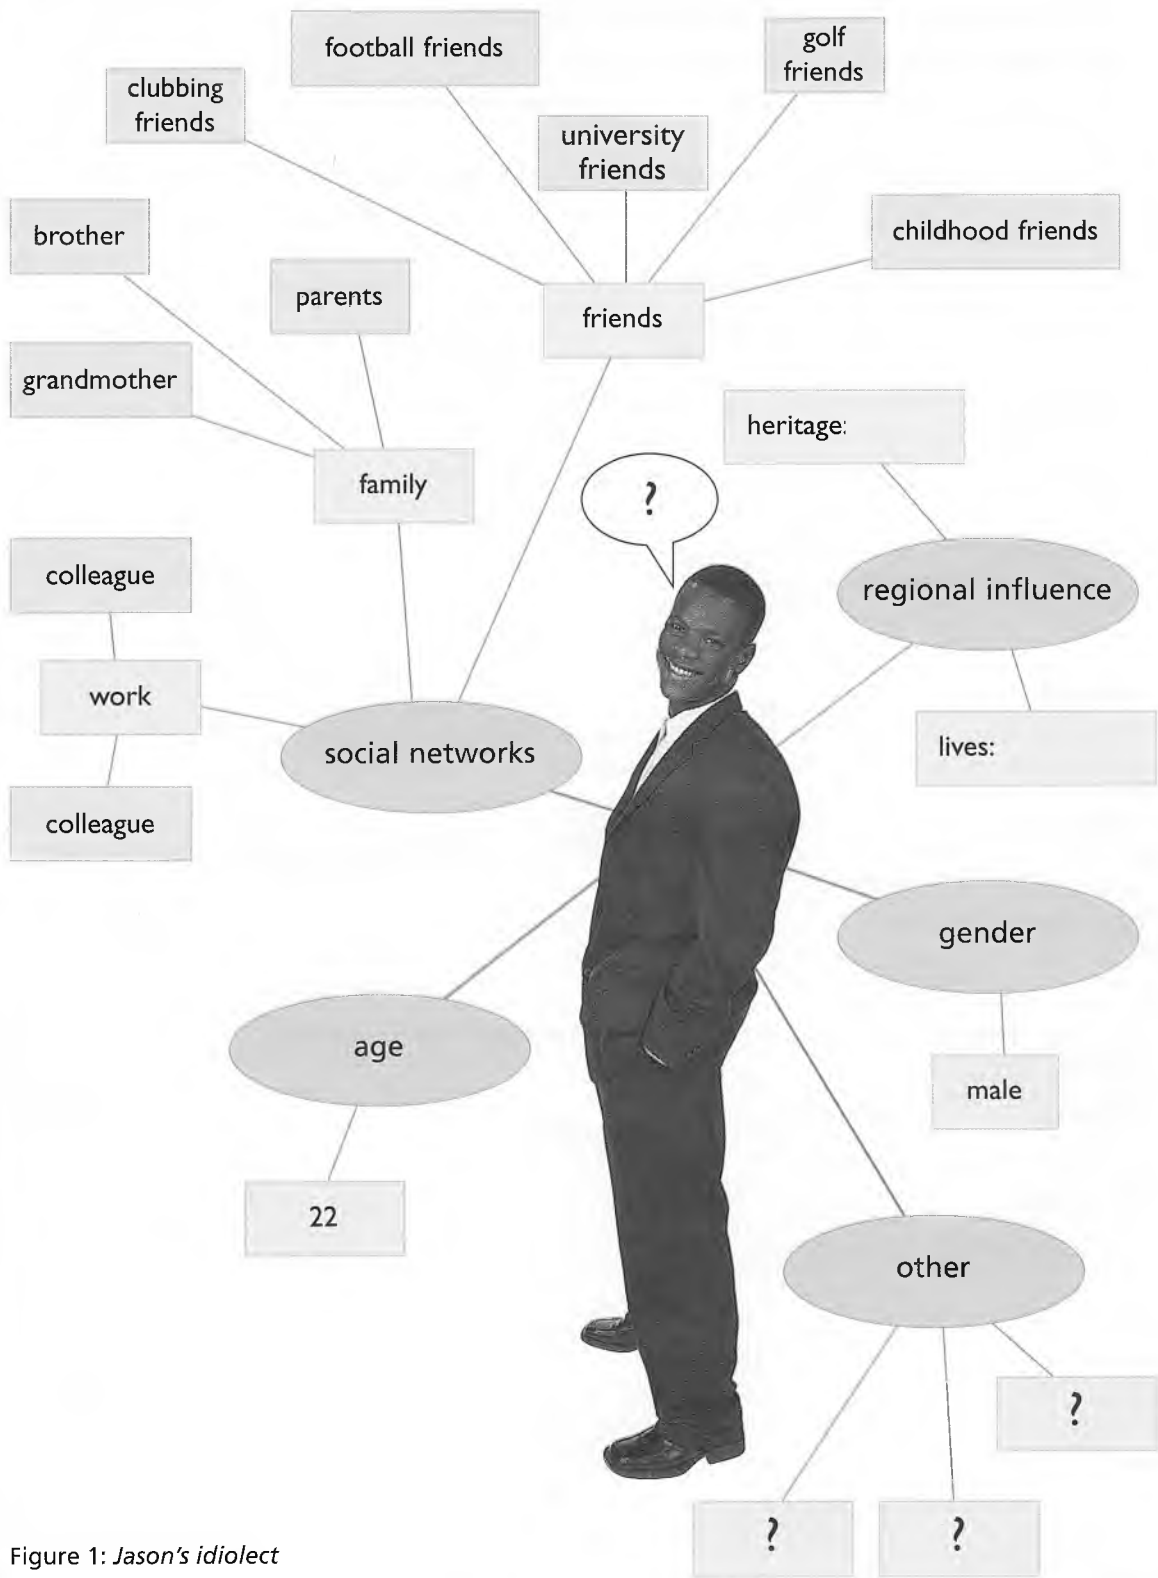 football friends
golf
friends
clubbing
friends
university
friends
brother
childhood friends
parents
friends
grandmother
heritage:
family
?
colleague
regional influence
work
social networks
lives:
colleague
gender
age
male
22
other
?
?
?
Figure 1: Jason's idiolect